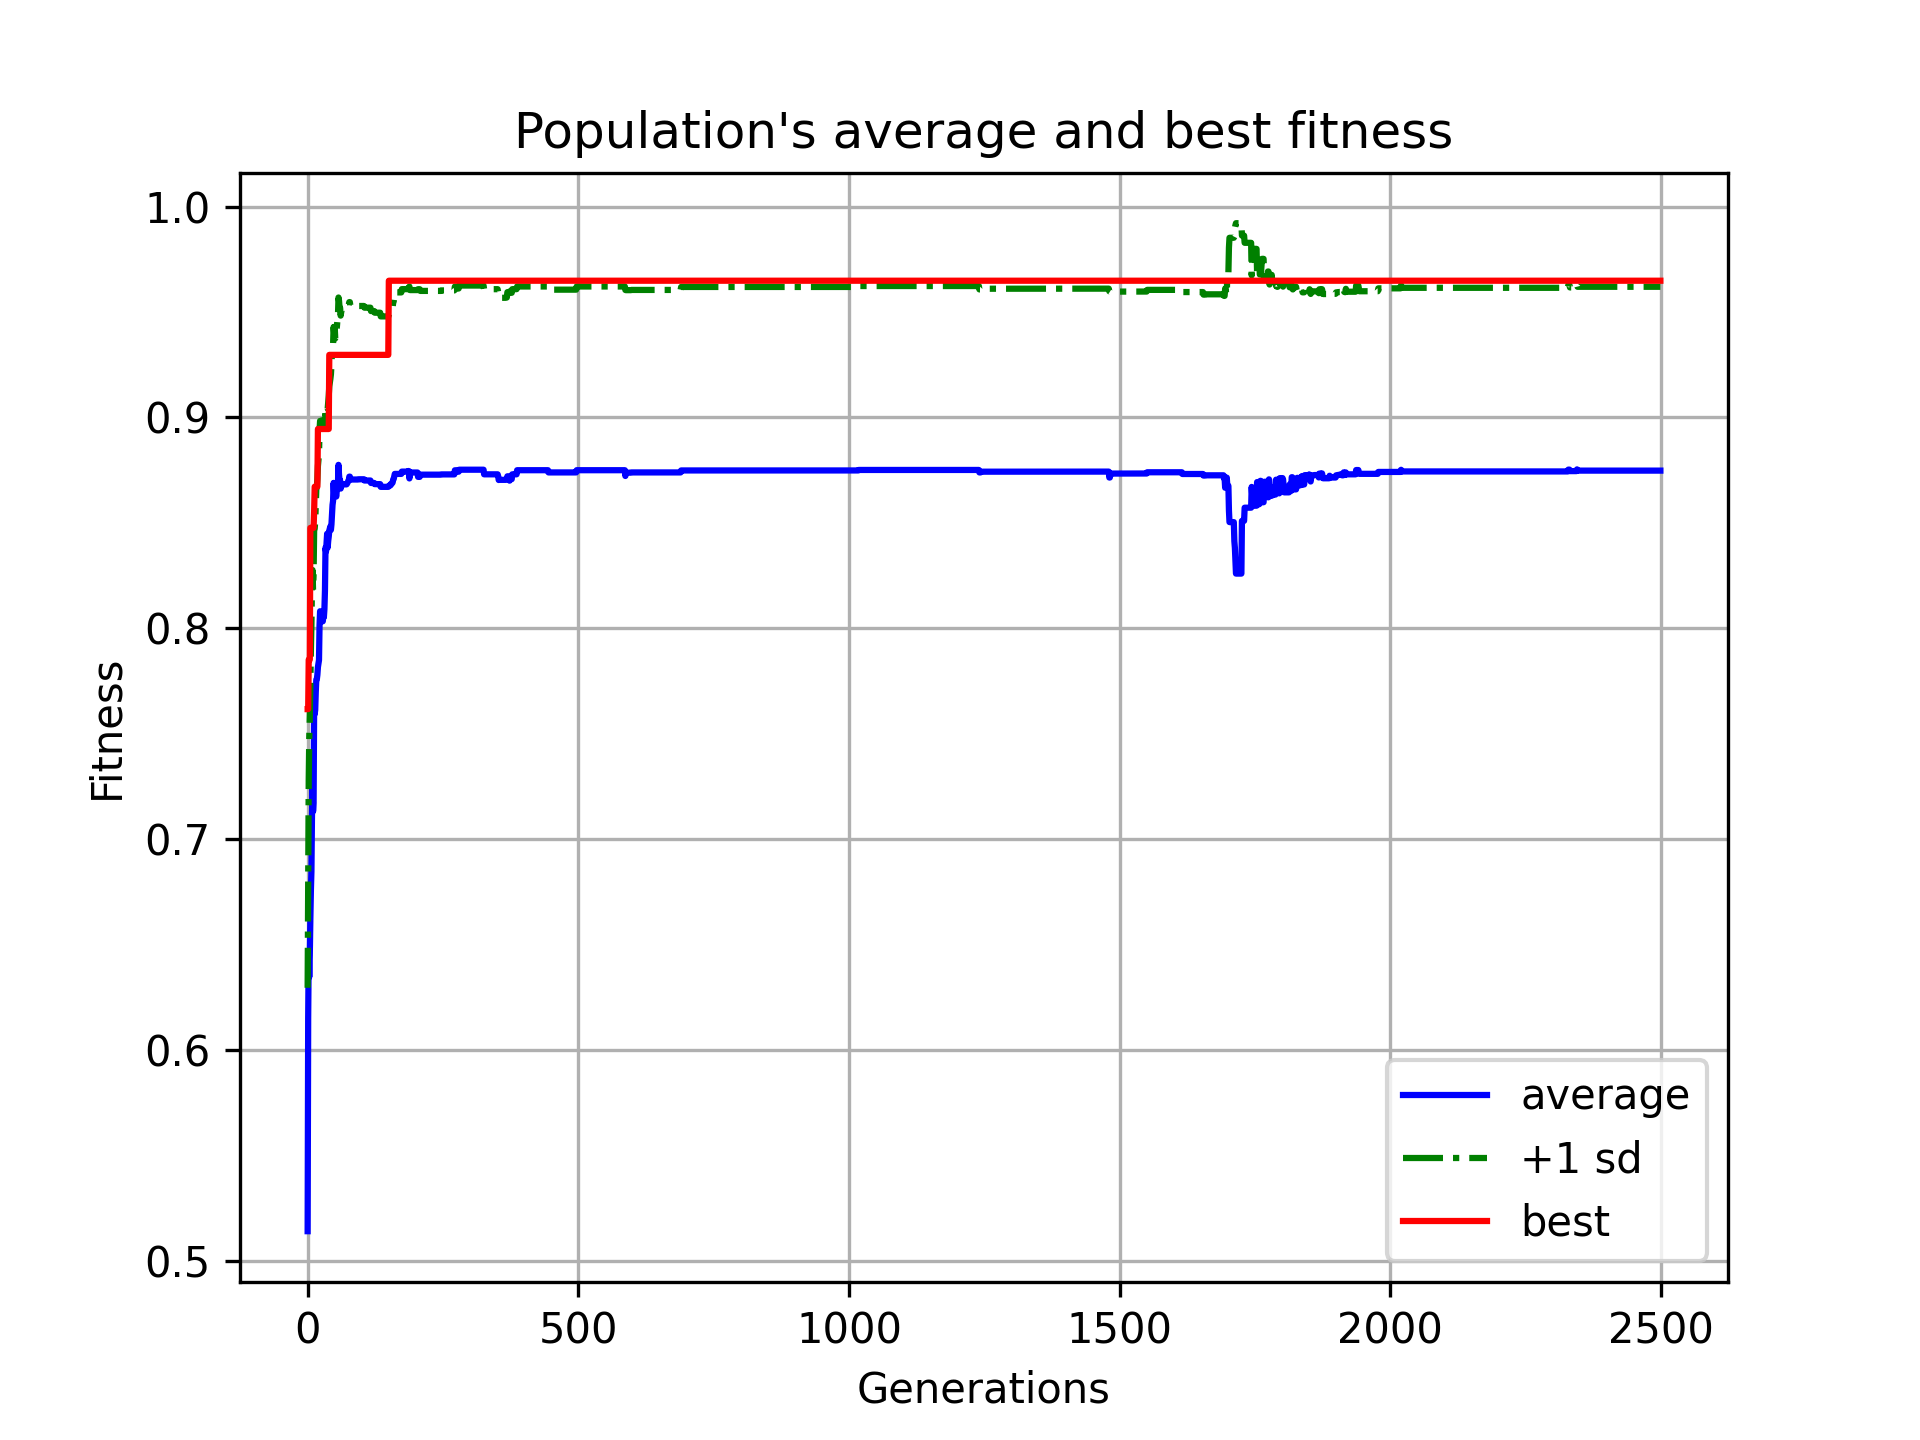 Population's average and best fitness
1.0
0.9
0.8
0.7
0.6
0.5
Fitness
0 500 1000 1500 2000 2500
Generations
average
+1 sd
best